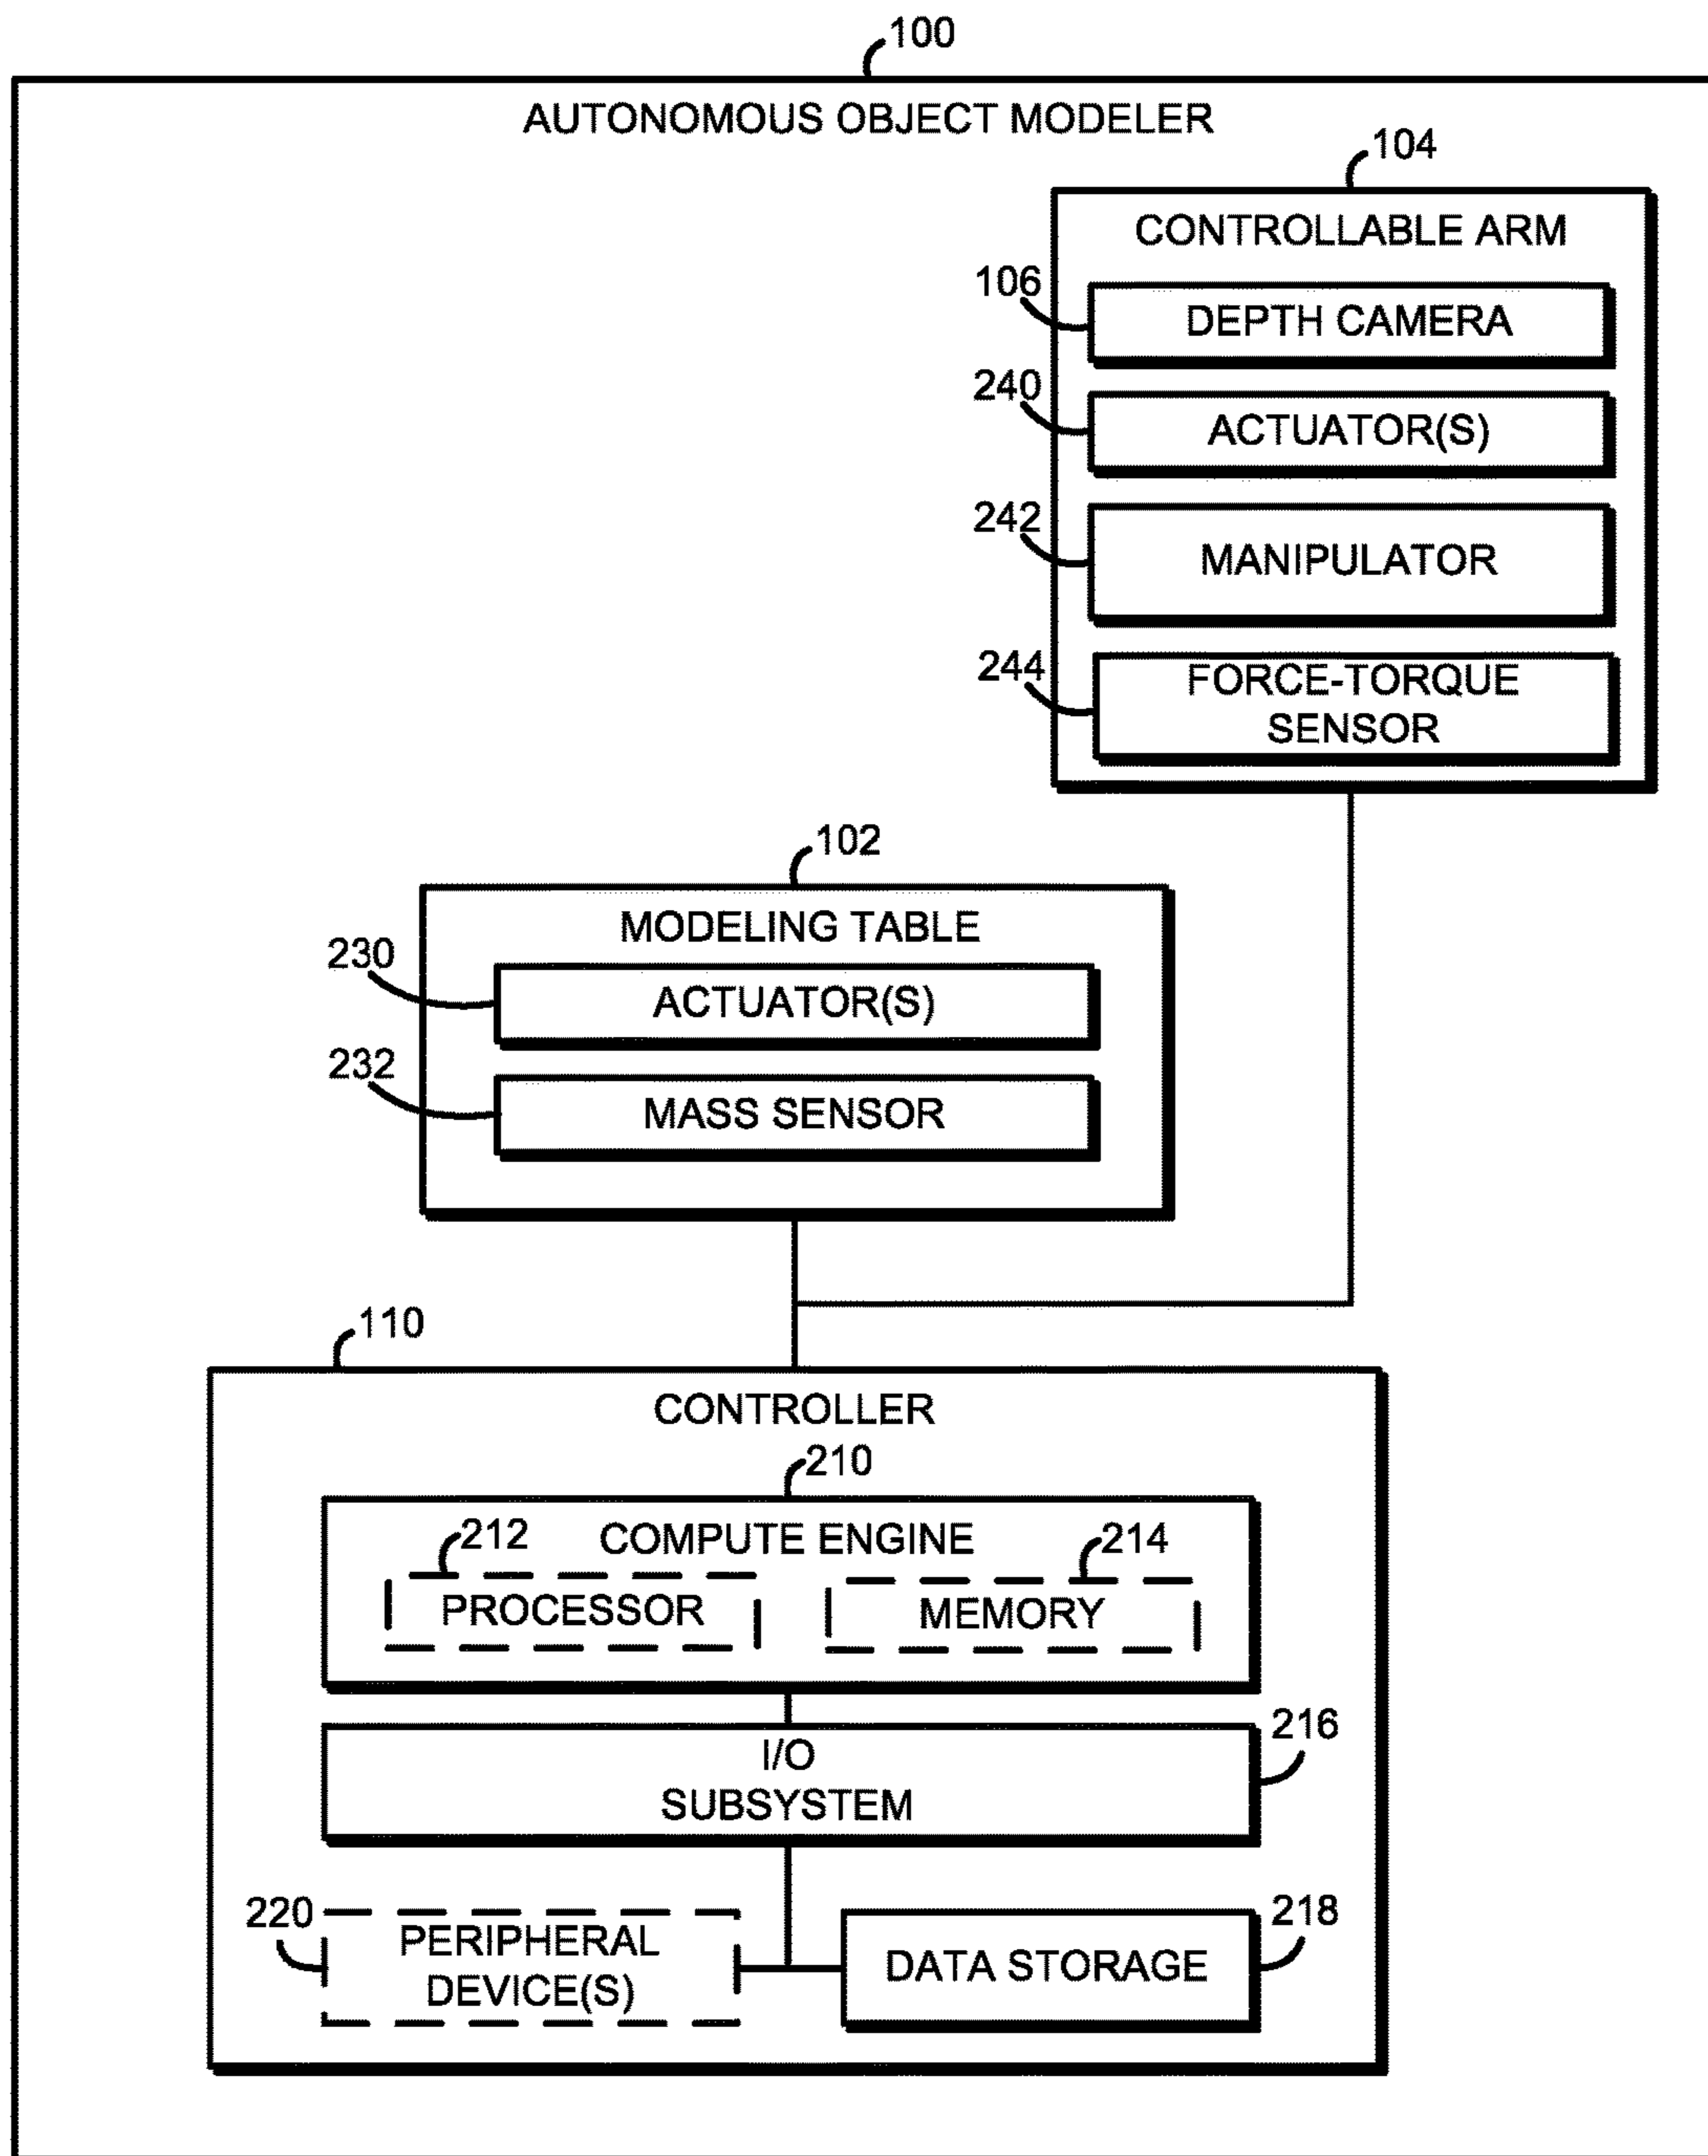 100
AUTONOMOUS OBJECT MODELER
104
CONTROLLABLE ARM
106
DEPTH CAMERA
240
ACTUATOR(S)
242
MANIPULATOR
244
FORCE-TORQUE
SENSOR
102
MODELING TABLE
230
ACTUATOR(S)
232
MASS SENSOR
110
CONTROLLER
210
COMPUTE ENGINE
212
PROCESSOR
214
MEMORY
216
I/O
SUBSYSTEM
220
PERIPHERAL
DEVICE(S)
218
DATA STORAGE